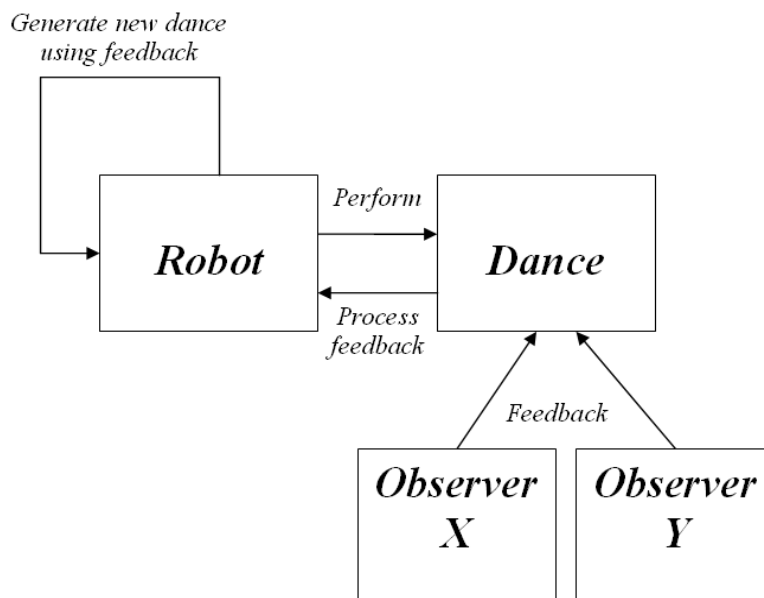 Generate new dance
using feedback
Perform
Robot
Dance
Process
feedback
Feedback
Observer
X
Observer
Y